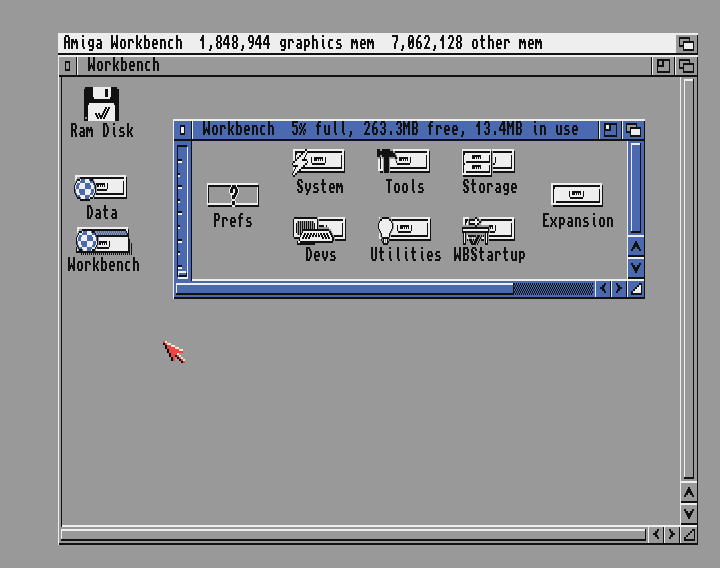 Amiga Workbench 1,848,944 graphics mem 7,062,128 other mem
Workbench
Ram Disk
Workbench 5% full, 263.3MB free, 13.4MB in use
?
System Tools Storage
Prefs Expansion
Data
Devs Utilities WBStartup
Workbench